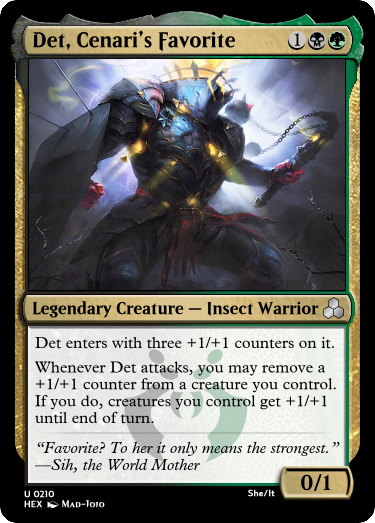 Det, Cenari's Favorite 1
Legendary Creature — Insect Warrior
Det enters with three +1/+1 counters on it.
Whenever Det attacks, you may remove a
+1/+1 counter from a creature you control.
If you do, creatures you control get +1/+1
until end of turn.
“Favorite? To her it only means the strongest.”
—Sih, the World Mother
0/1
U 0210 She/It
HEX Mad-Toto